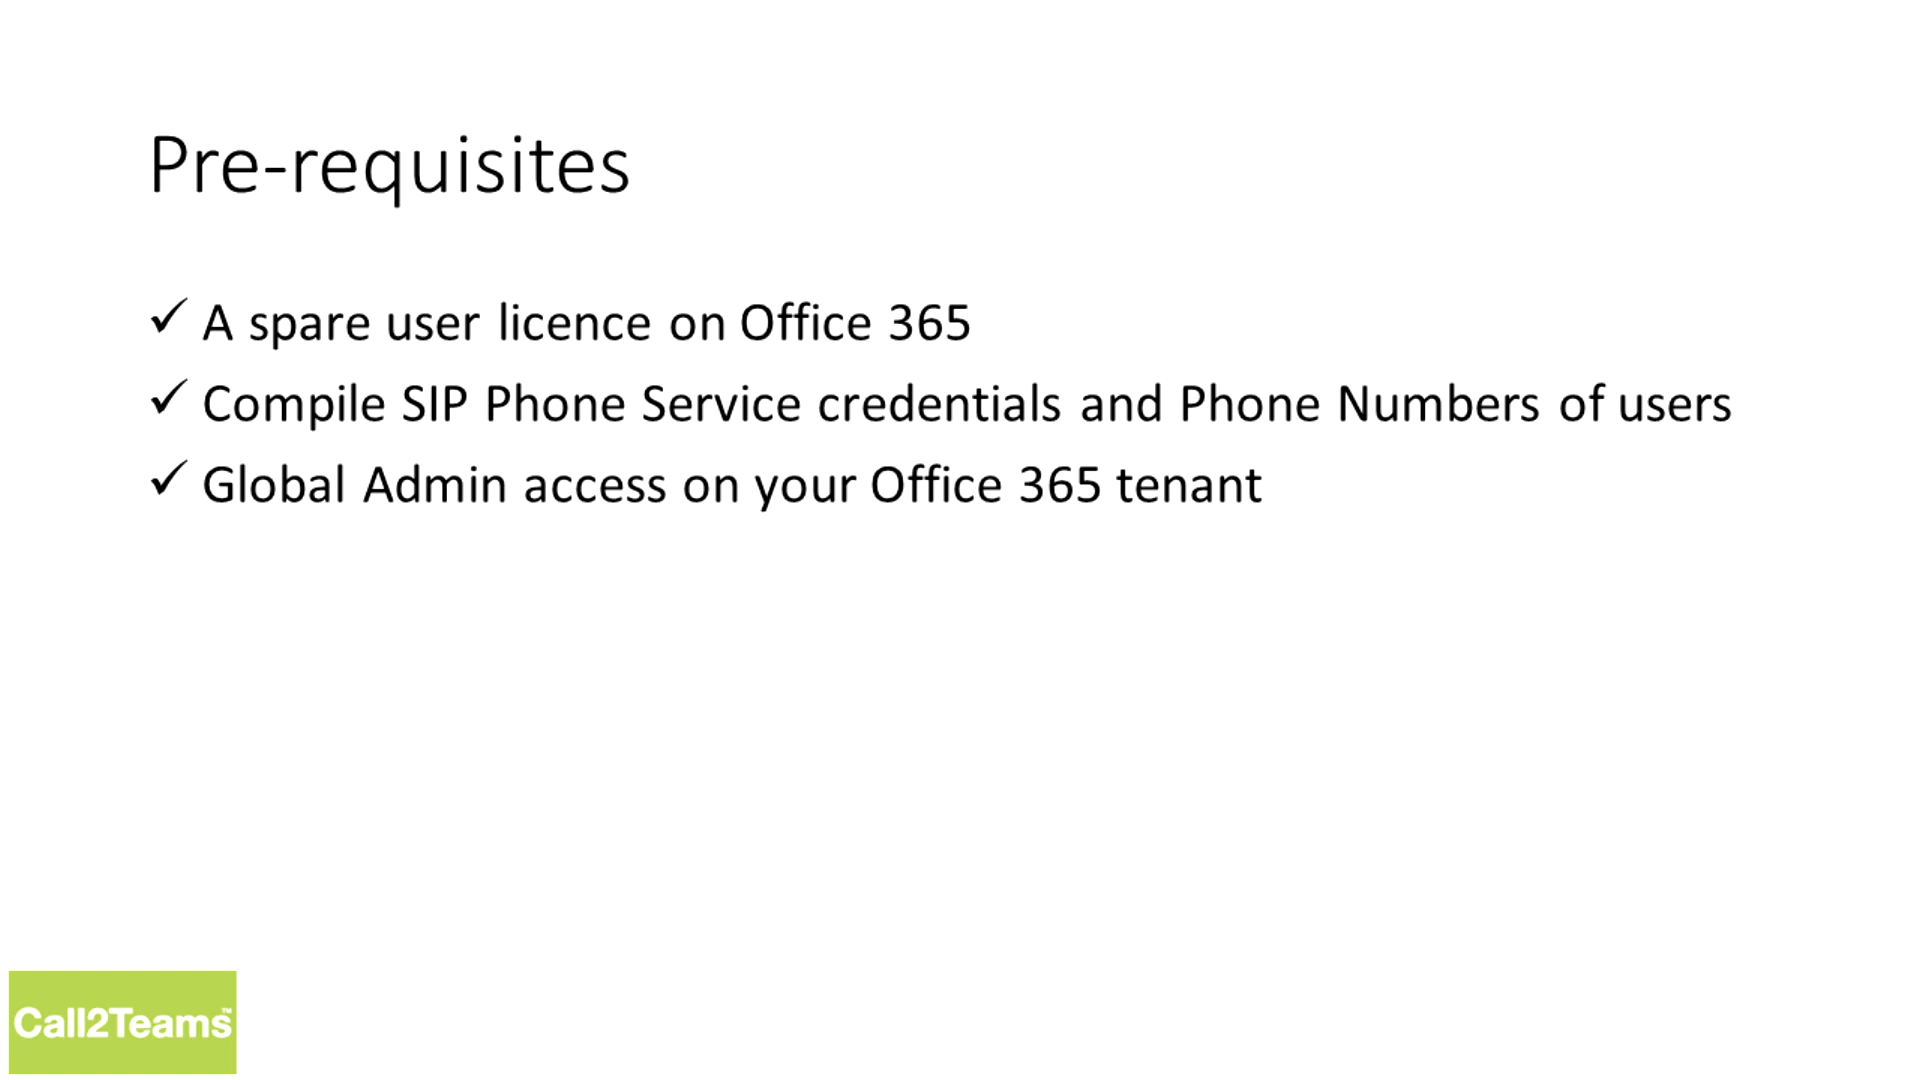 Pre-requisites
✓ A spare user licence on Office 365
✓ Compile SIP Phone Service credentials and Phone Numbers of users
✓ Global Admin access on your Office 365 tenant
Call2Teams™